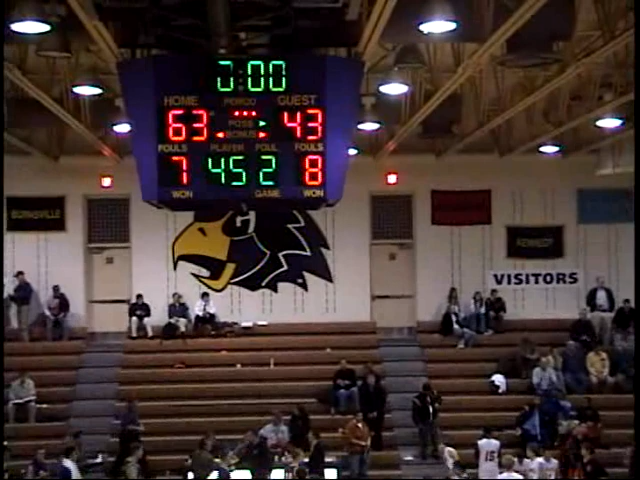 0:00
HOME PERIOD GUEST
63 POSS 43
BONUS
FOULS PLAYER FOUL FOULS
7 45 2 8
WON GAME WON
BURNSVILLE
KENNEDY
VISITORS
15